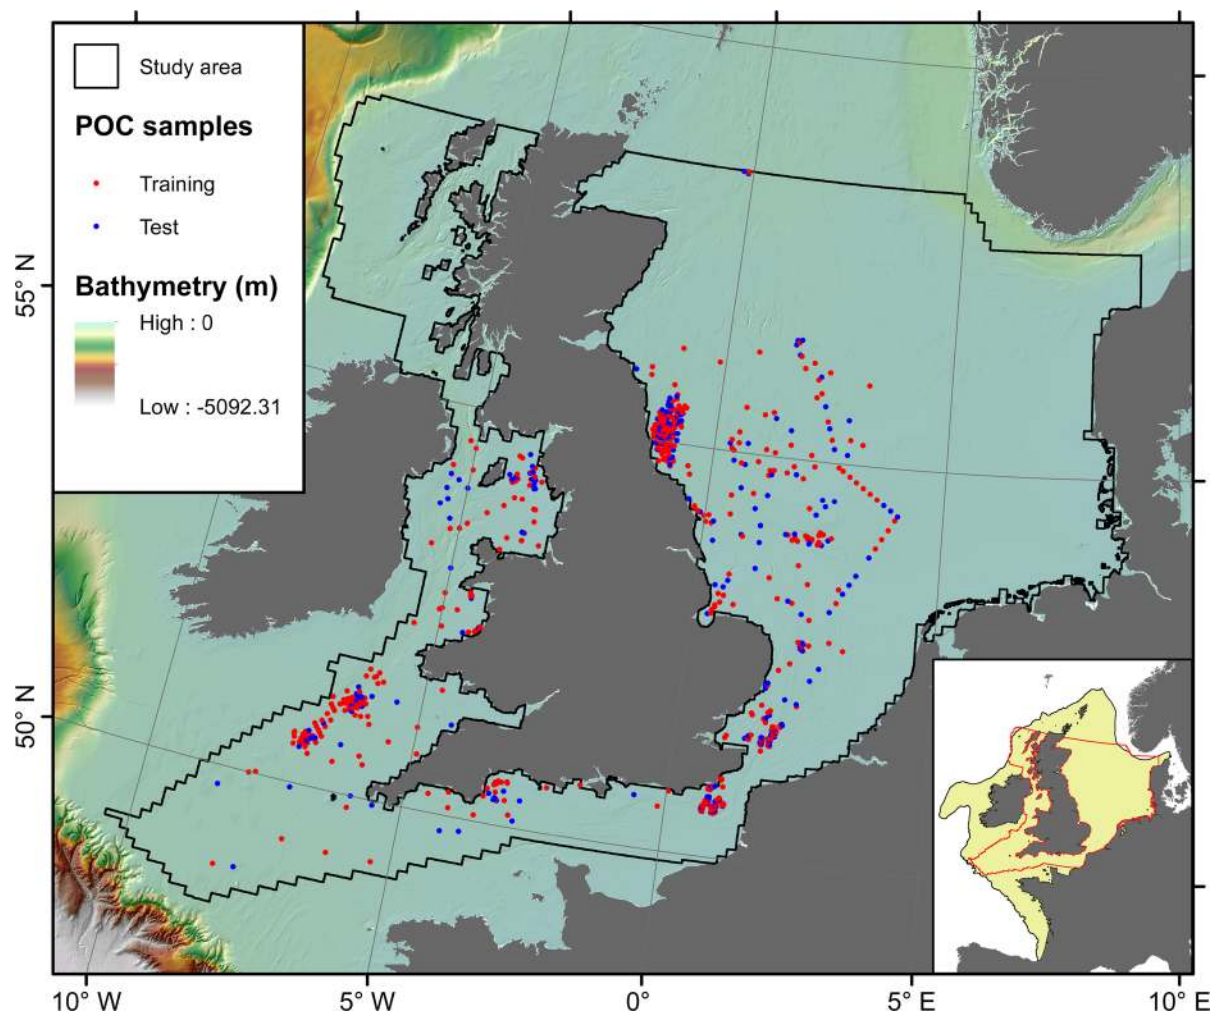 Study area
POC samples
Training
Test
Bathymetry (m)
High : 0
Low : -5092.31
55° N
50° N
10° W
5° W
0°
5° E
10° E